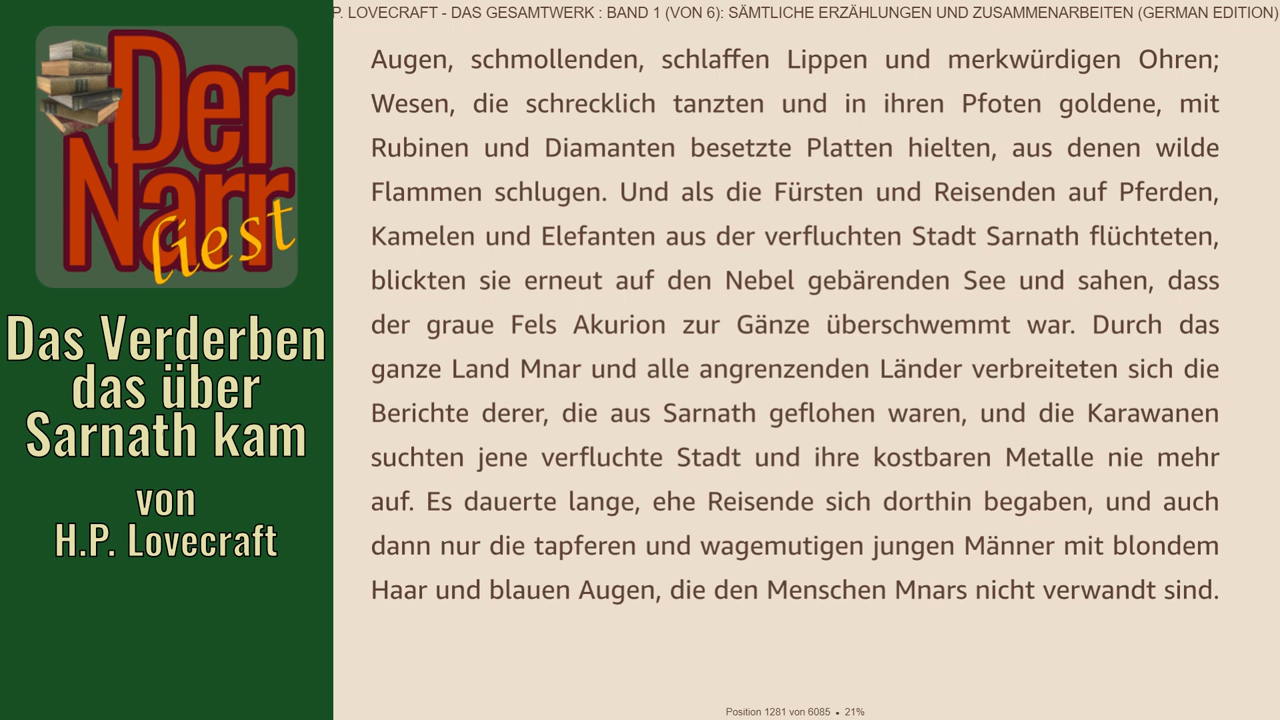 Der
Narr
liest
Das Verderben
das über
Sarnath kam
von
H.P. Lovecraft
P. LOVECRAFT - DAS GESAMTWERK : BAND 1 (VON 6): SÄMTLICHE ERZÄHLUNGEN UND ZUSAMMENARBEITEN (GERMAN EDITION)
Augen, schmollenden, schlaffen Lippen und merkwürdigen Ohren;
Wesen, die schrecklich tanzten und in ihren Pfoten goldene, mit
Rubinen und Diamanten besetzte Platten hielten, aus denen wilde
Flammen schlugen. Und als die Fürsten und Reisenden auf Pferden,
Kamelen und Elefanten aus der verfluchten Stadt Sarnath flüchteten,
blickten sie erneut auf den Nebel gebärenden See und sahen, dass
der graue Fels Akurion zur Gänze überschwemmt war. Durch das
ganze Land Mnar und alle angrenzenden Länder verbreiteten sich die
Berichte derer, die aus Sarnath geflohen waren, und die Karawanen
suchten jene verfluchte Stadt und ihre kostbaren Metalle nie mehr
auf. Es dauerte lange, ehe Reisende sich dorthin begaben, und auch
dann nur die tapferen und wagemutigen jungen Männer mit blondem
Haar und blauen Augen, die den Menschen Mnars nicht verwandt sind.
Position 1281 von 6085 • 21%